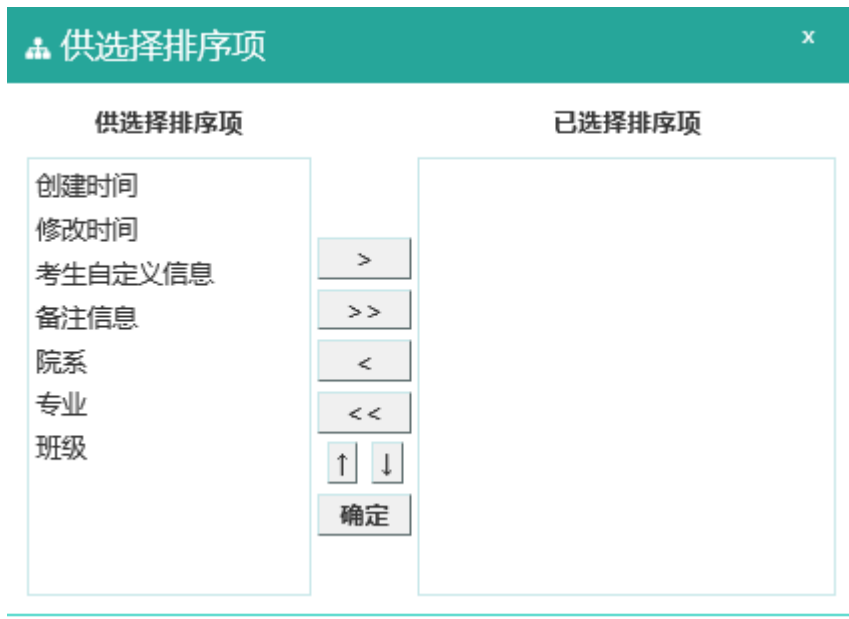 供选择排序项
x
供选择排序项
已选择排序项
创建时间
修改时间
考生自定义信息
备注信息
院系
专业
班级
>
>>
<
<<
↑ ↓
确定